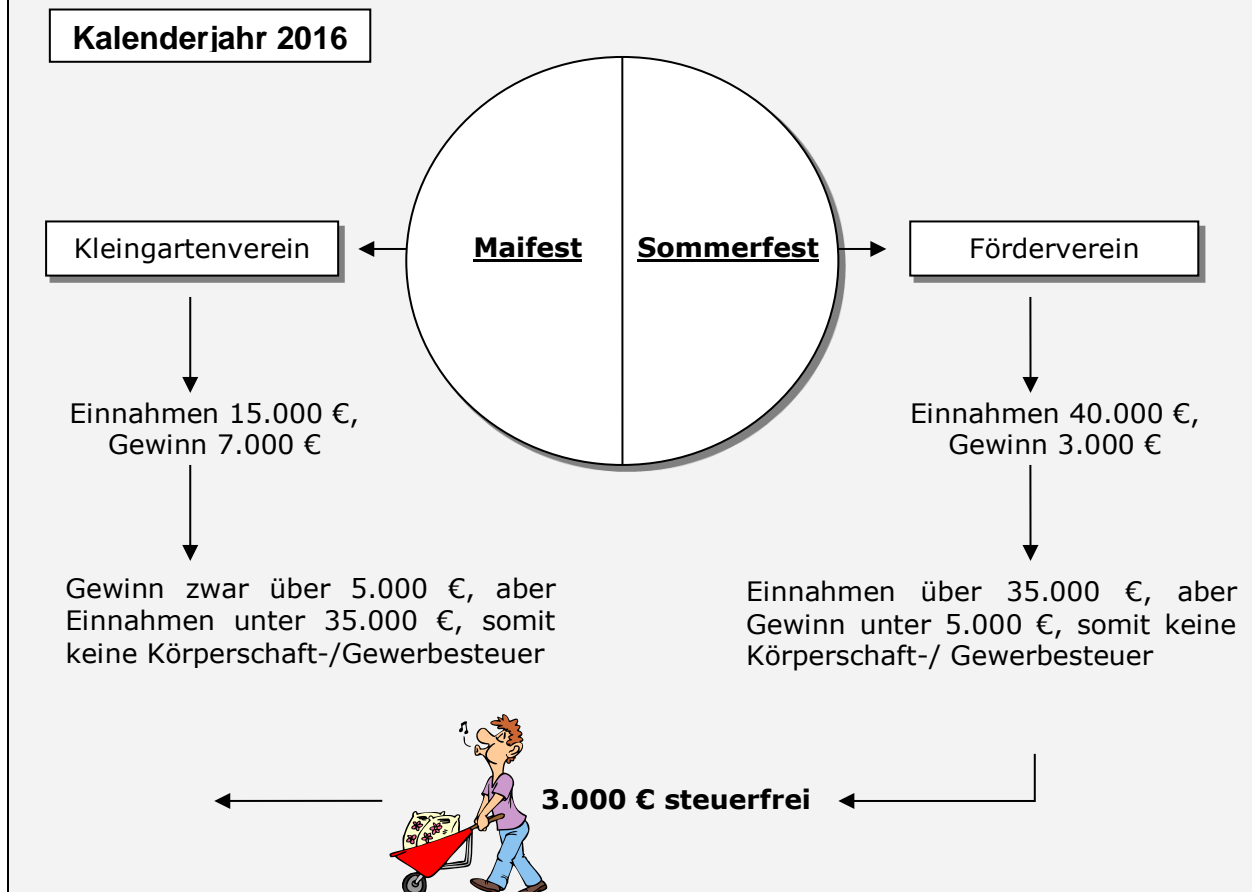 Kalenderjahr 2016
Kleingartenverein
Maifest
Sommerfest
Förderverein
Einnahmen 15.000 €,
Gewinn 7.000 €
Einnahmen 40.000 €,
Gewinn 3.000 €
Gewinn zwar über 5.000 €, aber
Einnahmen unter 35.000 €, somit
keine Körperschaft-/Gewerbesteuer
Einnahmen über 35.000 €, aber
Gewinn unter 5.000 €, somit keine
Körperschaft-/ Gewerbesteuer
3.000 € steuerfrei